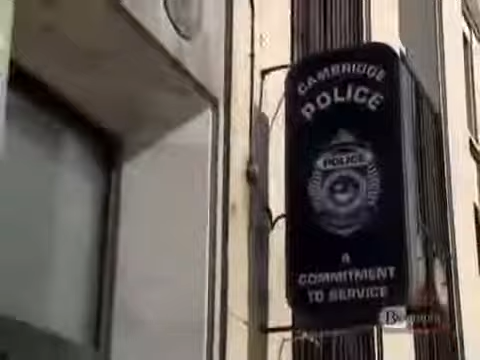 CAMBRIDGE
POLICE
POLICE
A
COMMITMENT
TO SERVICE